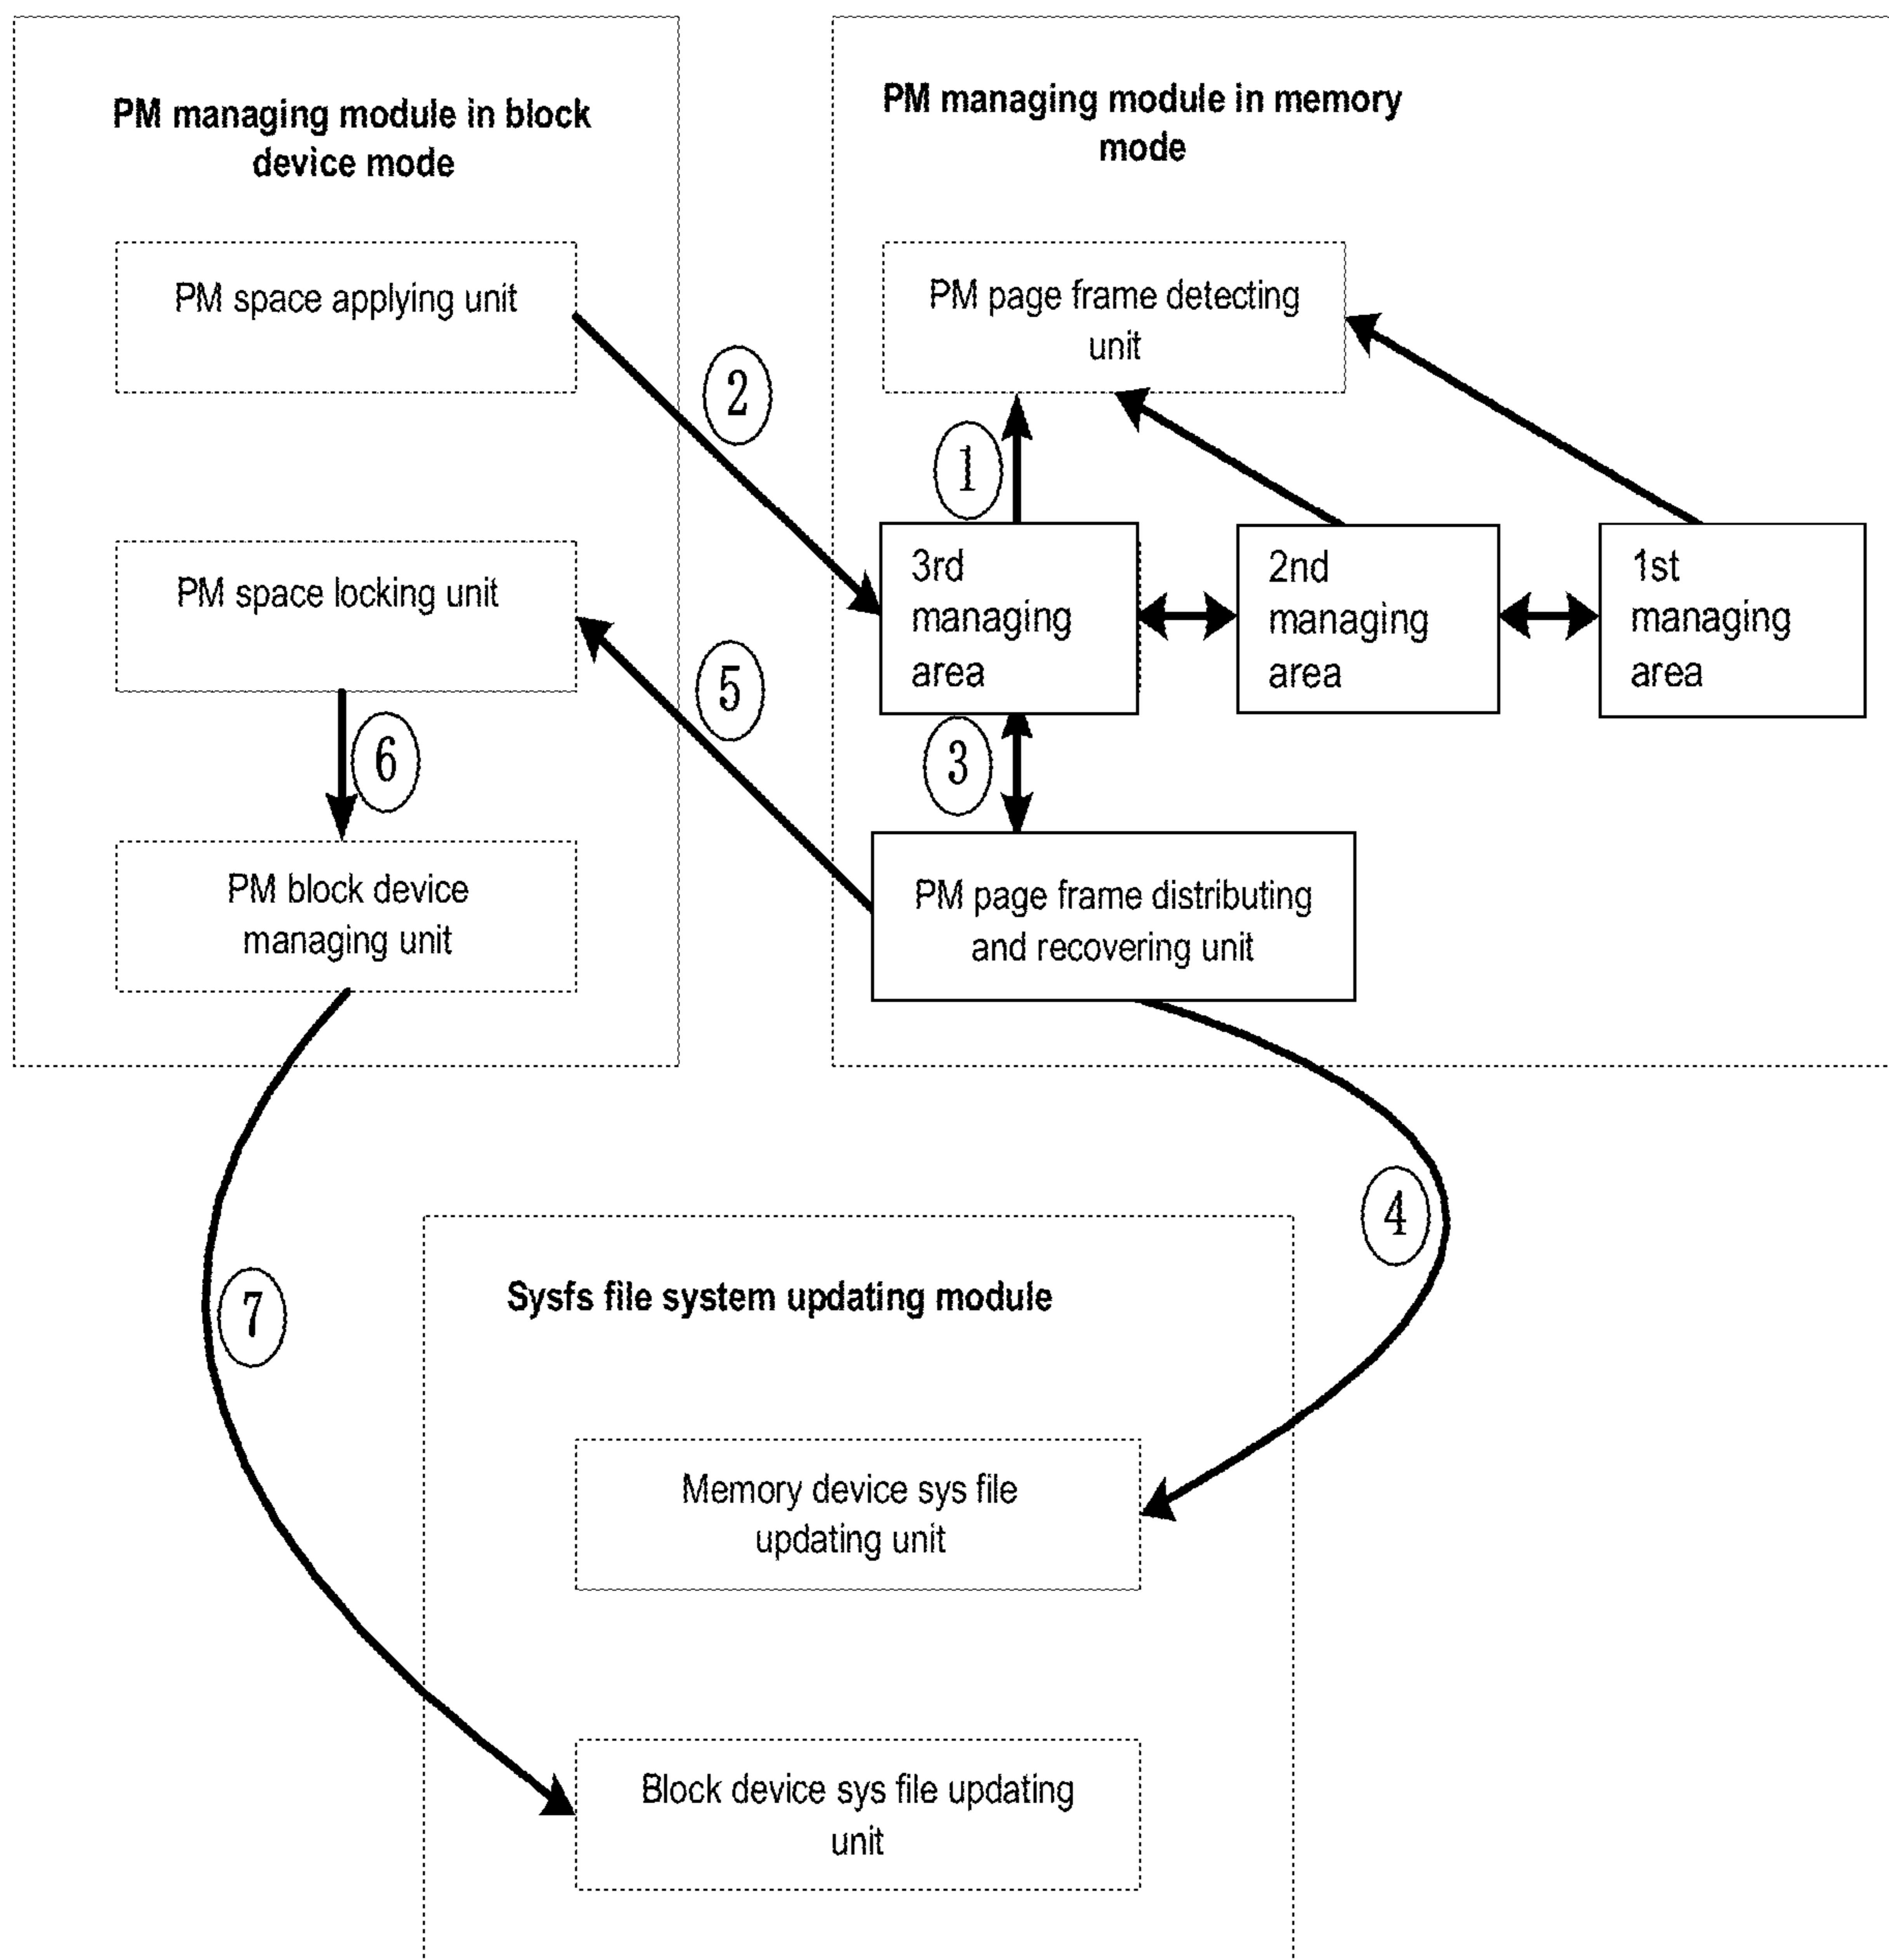 PM managing module in block
device mode
PM space applying unit
PM space locking unit
PM block device
managing unit
PM managing module in memory
mode
PM page frame detecting
unit
3rd
managing
area
2nd
managing
area
1st
managing
area
PM page frame distributing
and recovering unit
2
1
5
3
6
4
7
Sysfs file system updating module
Memory device sys file
updating unit
Block device sys file updating
unit